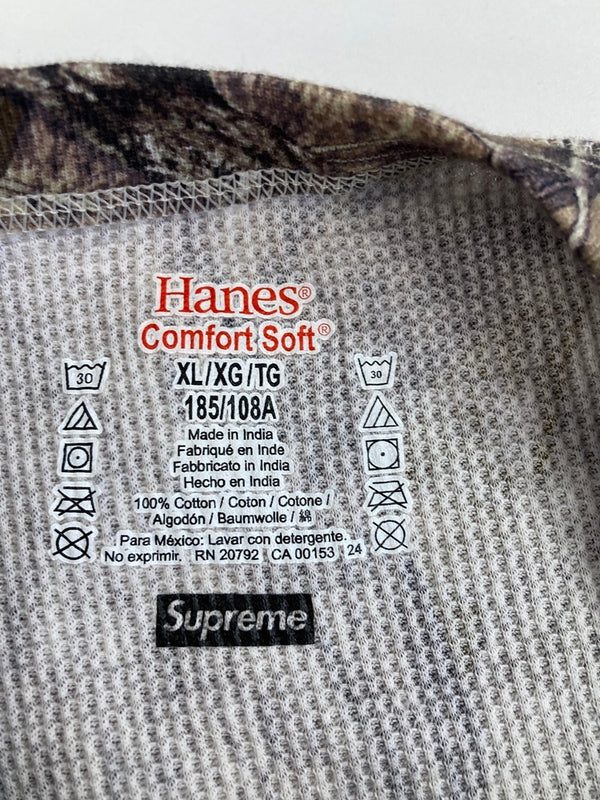 Hanes®
Comfort Soft®
XL/XG/TG
185/108A
30
30
Made in India
Fabriqué en Inde
Fabbricato in India
Hecho en India
100% Cotton / Coton / Cotone /
Algodón / Baumwolle / 綿
Para México: Lavar con detergente.
No exprimir. RN 20792 CA 00153 24
Supreme